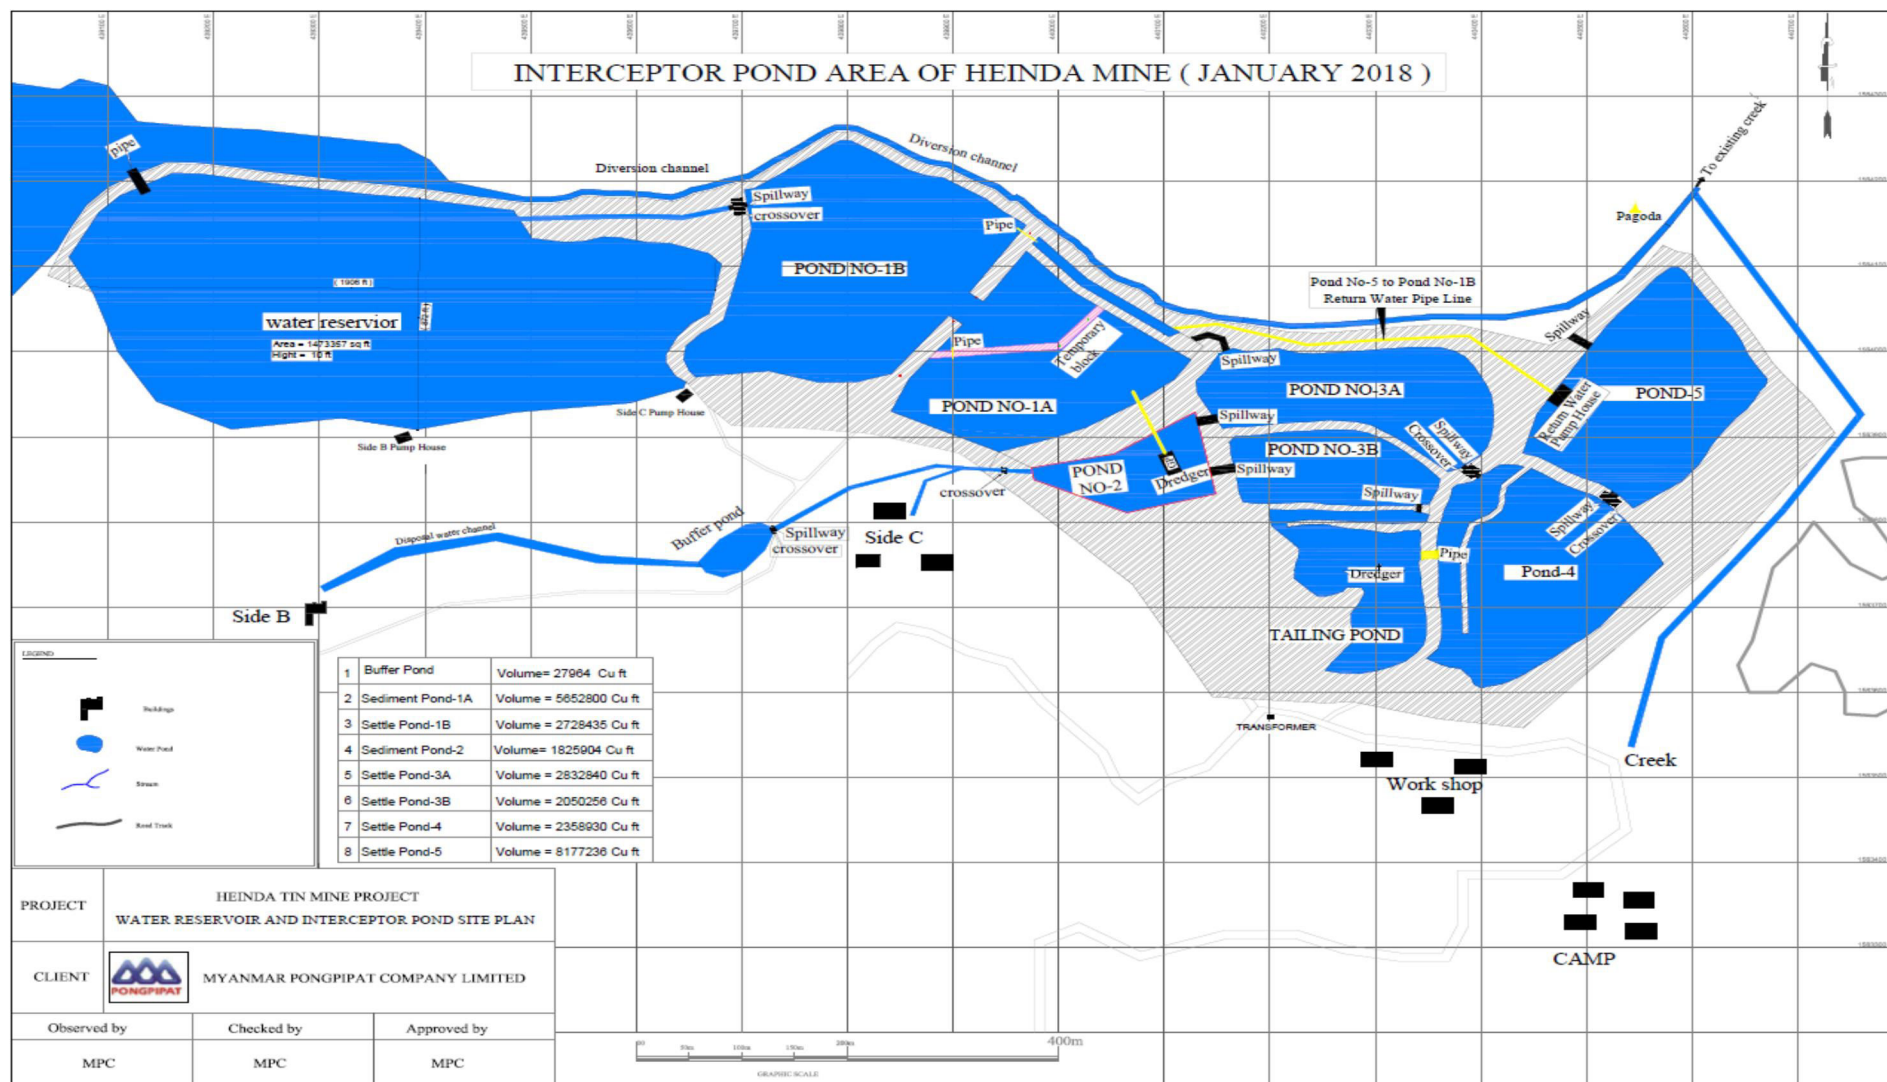 INTERCEPTOR POND AREA OF HEINDA MINE ( JANUARY 2018 )
pipe
Diversion channel
Diversion channel
To existing creek
Spillway
crossover
Pagoda
Pipe
POND NO-1B
Pond No-5 to Pond No-1B
Return Water Pipe Line
( 1906 ft )
water reservior
Area = 1473357 sq ft
Hight = 10 ft
Pipe
Temporary
block
Spillway
Spillway
POND NO-3A
POND-5
Side C Pump House
POND NO-1A
Spillway
Return Water
Pump House
Side B Pump House
Spillway
Crossover
POND NO-3B
POND
NO-2
Dredger
Spillway
crossover
Spillway
Spillway
Crossover
Buffer pond
Disposal water channel
Spillway
crossover
Side C
Pipe
Dredger
Pond-4
Side B
TAILING POND
LEGEND
Buildings
Water Pond
Stream
Road Track
1 Buffer Pond Volume= 27964 Cu ft
2 Sediment Pond-1A Volume = 5652800 Cu ft
3 Settle Pond-1B Volume = 2728435 Cu ft
4 Sediment Pond-2 Volume= 1825904 Cu ft
5 Settle Pond-3A Volume = 2832840 Cu ft
6 Settle Pond-3B Volume = 2050256 Cu ft
7 Settle Pond-4 Volume = 2358930 Cu ft
8 Settle Pond-5 Volume = 8177236 Cu ft
TRANSFORMER
Creek
Work shop
CAMP
PROJECT
HEINDA TIN MINE PROJECT
WATER RESERVOIR AND INTERCEPTOR POND SITE PLAN
CLIENT
PONGPIPAT
MYANMAR PONGPIPAT COMPANY LIMITED
Observed by Checked by Approved by
MPC MPC MPC
50m 100m 150m 200m 400m
GRAPHIC SCALE